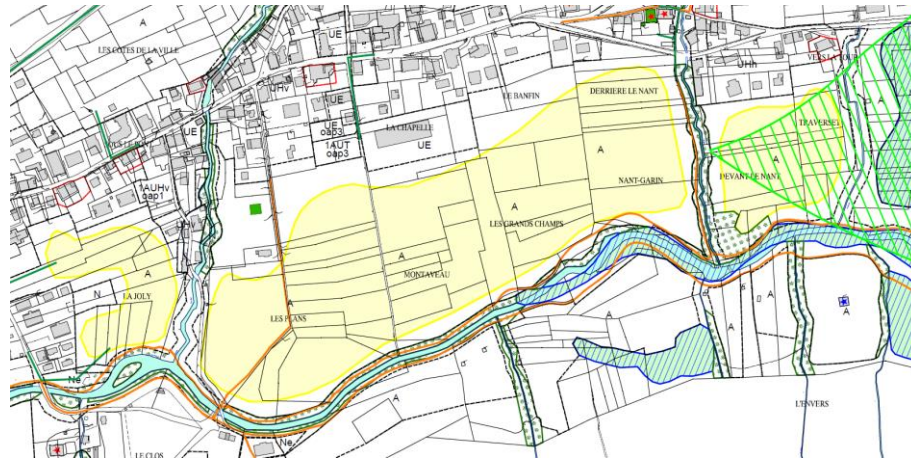 A
LES COTES DE LA VILLE
UE
UHv
UE
UE
oap3
1AUT
oap3
LA CHAPELLE
UE
LE BANFIN
DERRIERE LE NANT
A
UHh
VERS LA TOUR
A
TRAVERSET
A
DEVANT LE NANT
UE
1AUHv
oap1
NANT-GARIN
A
LES GRANDS CHAMPS
A
MONTAVEAU
A
LES PLANS
A
N
LA JOLY
A
A
A
A
Ne
A
L'ENVERS
Ne
LE CLOS